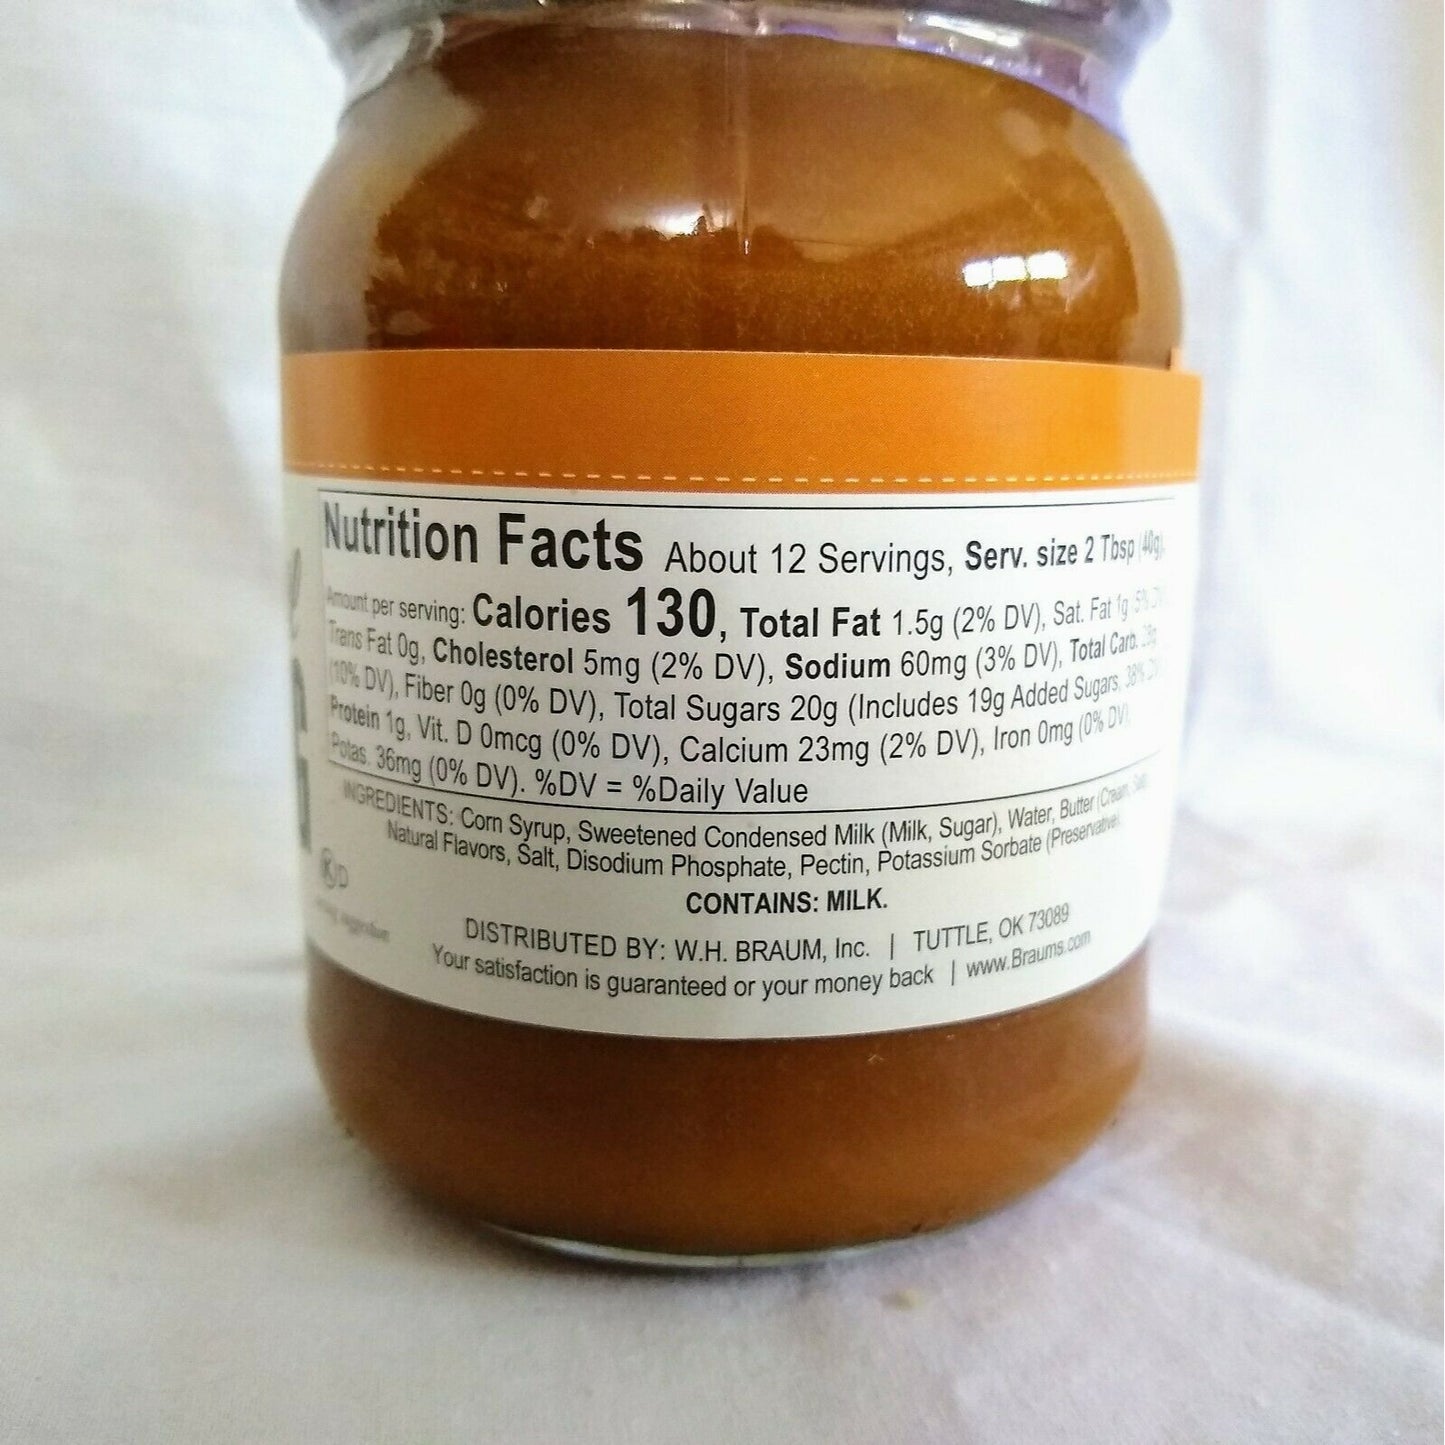 Nutrition Facts About 12 Servings, Serv. size 2 Tbsp (40g),
Amount per serving: Calories 130, Total Fat 1.5g (2% DV), Sat. Fat 1g (5% DV),
Trans Fat 0g, Cholesterol 5mg (2% DV), Sodium 60mg (3% DV), Total Carb.
(10% DV), Fiber 0g (0% DV), Total Sugars 20g (Includes 19g Added Sugars, 38% DV),
Protein 1g, Vit. D 0mcg (0% DV), Calcium 23mg (2% DV), Iron 0mg (0% DV),
Potas. 36mg (0% DV). %DV = %Daily Value
INGREDIENTS: Corn Syrup, Sweetened Condensed Milk (Milk, Sugar), Water, Butter (Cream, Salt),
Natural Flavors, Salt, Disodium Phosphate, Pectin, Potassium Sorbate (Preservative).
CONTAINS: MILK.
K D
DISTRIBUTED BY: W.H. BRAUM, Inc. | TUTTLE, OK 73089
Your satisfaction is guaranteed or your money back | www.Braums.com